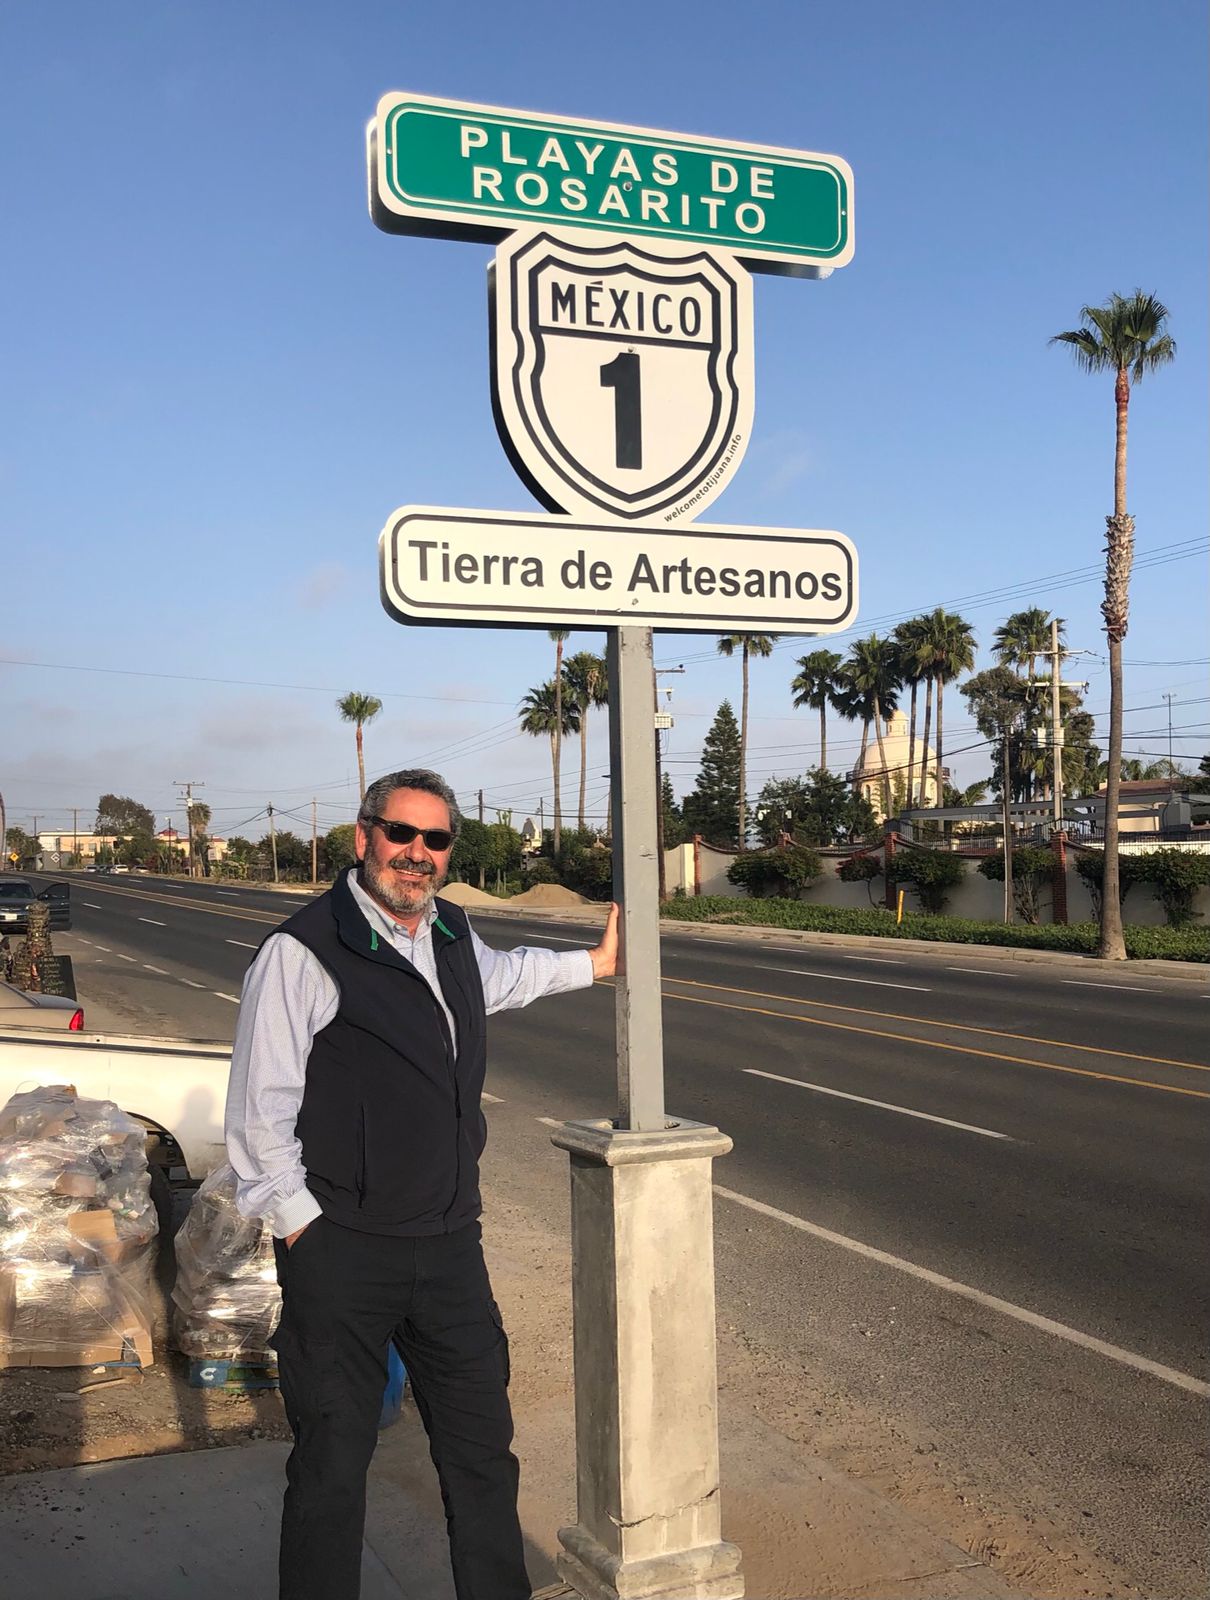 PLAYAS DE
ROSARITO
MÉXICO
1
welcometotijuana.info
Tierra de Artesanos